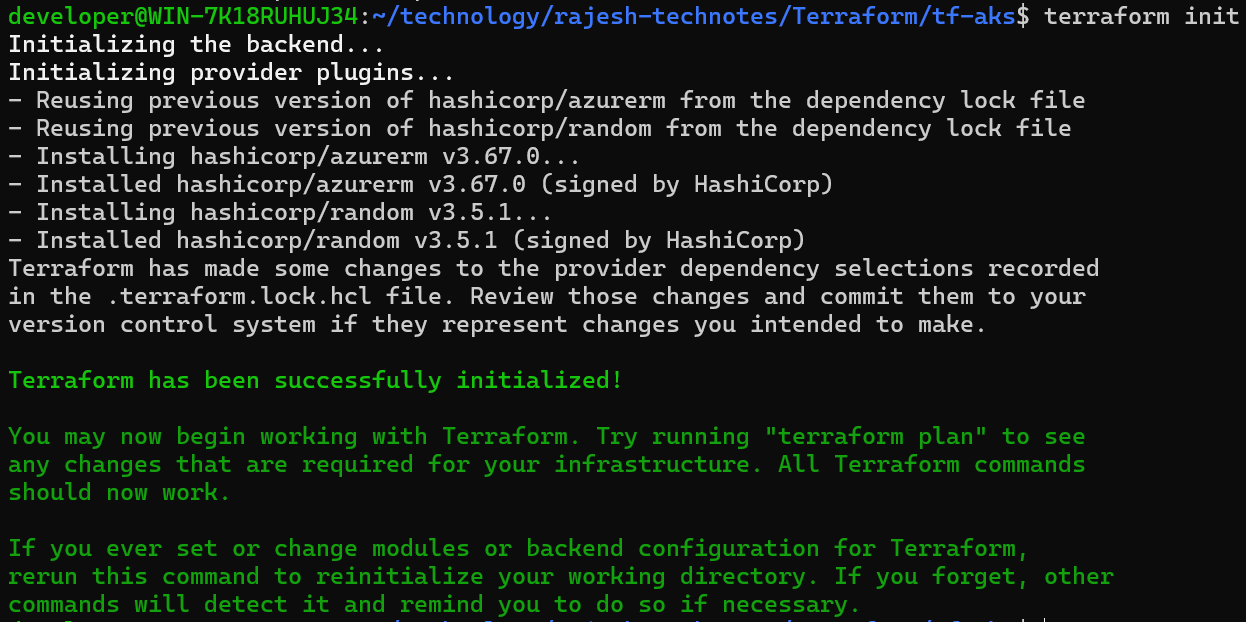 developer@WIN-7K18RUHUJ34:~/technology/rajesh-technotes/Terraform/tf-aks$ terraform init
Initializing the backend...
Initializing provider plugins...
- Reusing previous version of hashicorp/azurerm from the dependency lock file
- Reusing previous version of hashicorp/random from the dependency lock file
- Installing hashicorp/azurerm v3.67.0...
- Installed hashicorp/azurerm v3.67.0 (signed by HashiCorp)
- Installing hashicorp/random v3.5.1...
- Installed hashicorp/random v3.5.1 (signed by HashiCorp)
Terraform has made some changes to the provider dependency selections recorded
in the .terraform.lock.hcl file. Review those changes and commit them to your
version control system if they represent changes you intended to make.
Terraform has been successfully initialized!
You may now begin working with Terraform. Try running "terraform plan" to see
any changes that are required for your infrastructure. All Terraform commands
should now work.
If you ever set or change modules or backend configuration for Terraform,
rerun this command to reinitialize your working directory. If you forget, other
commands will detect it and remind you to do so if necessary.